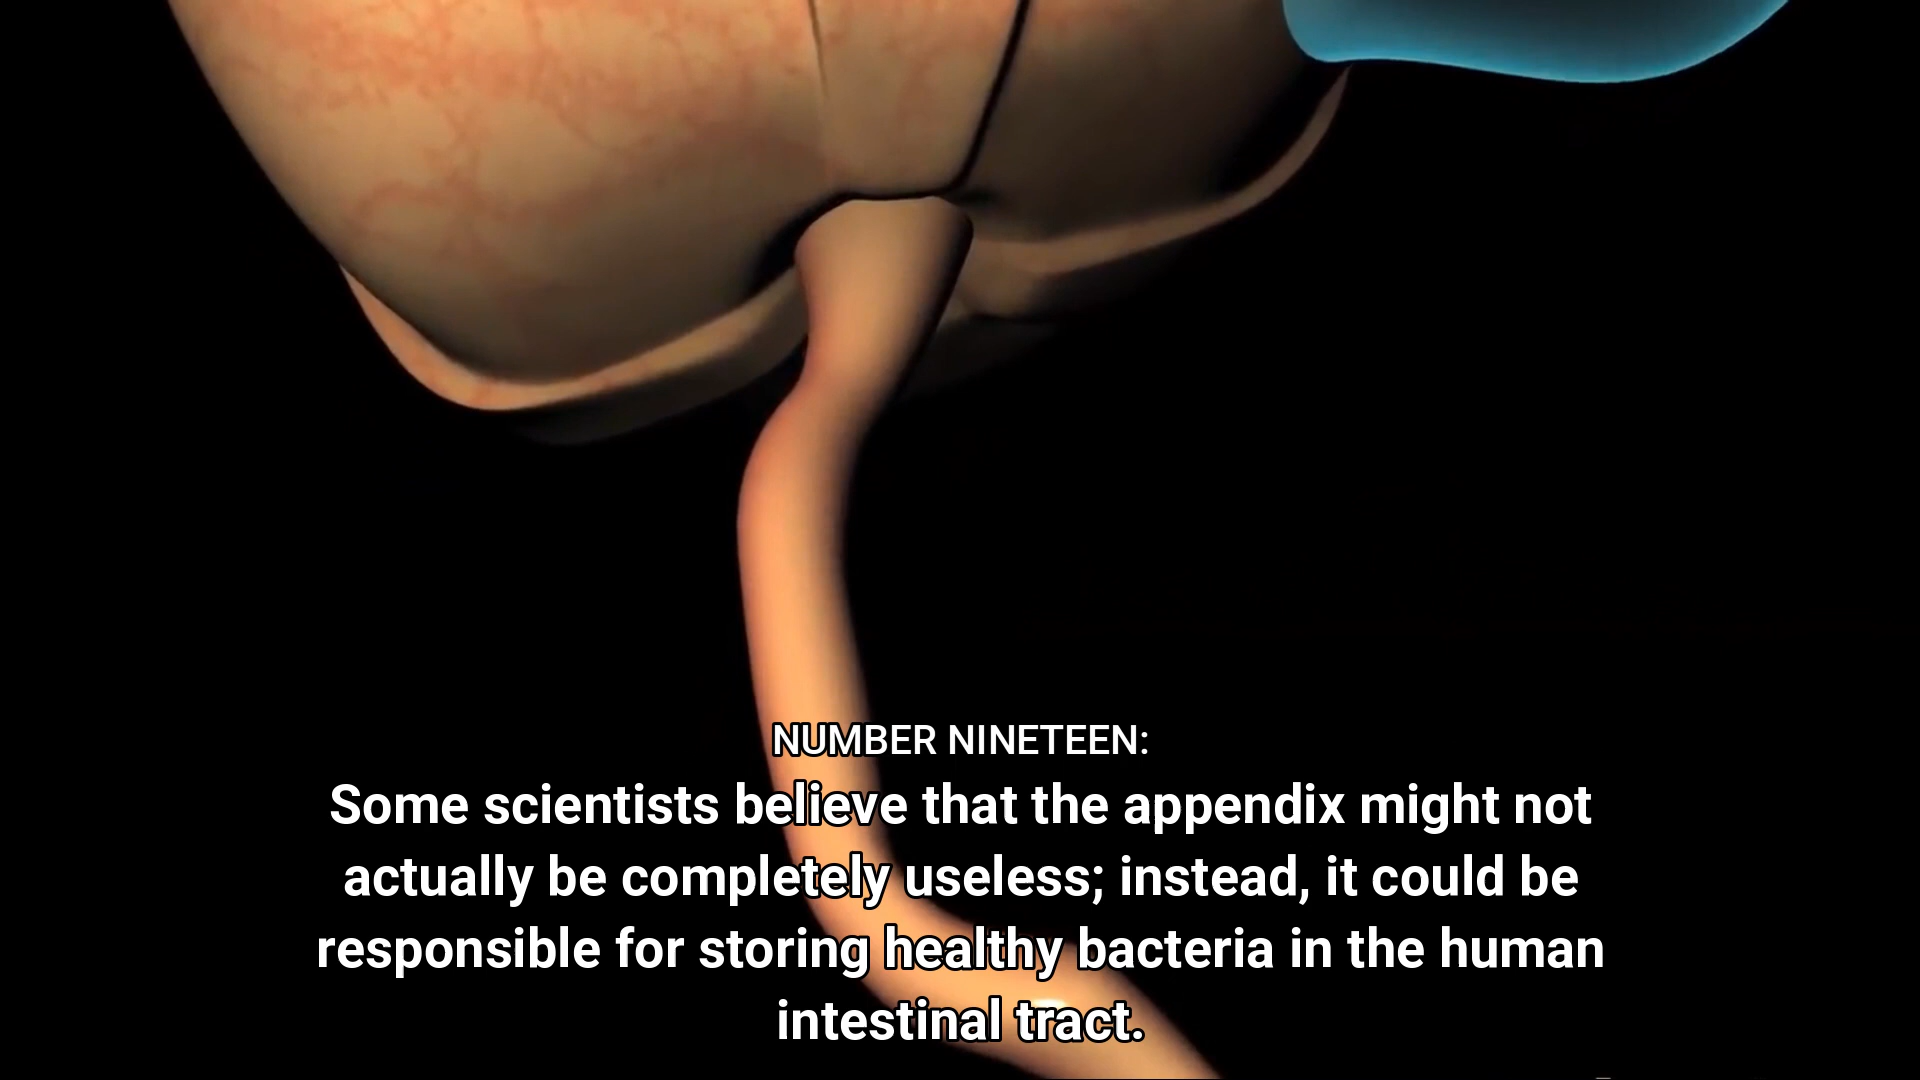 NUMBER NINETEEN:
Some scientists believe that the appendix might not
actually be completely useless; instead, it could be
responsible for storing healthy bacteria in the human
intestinal tract.